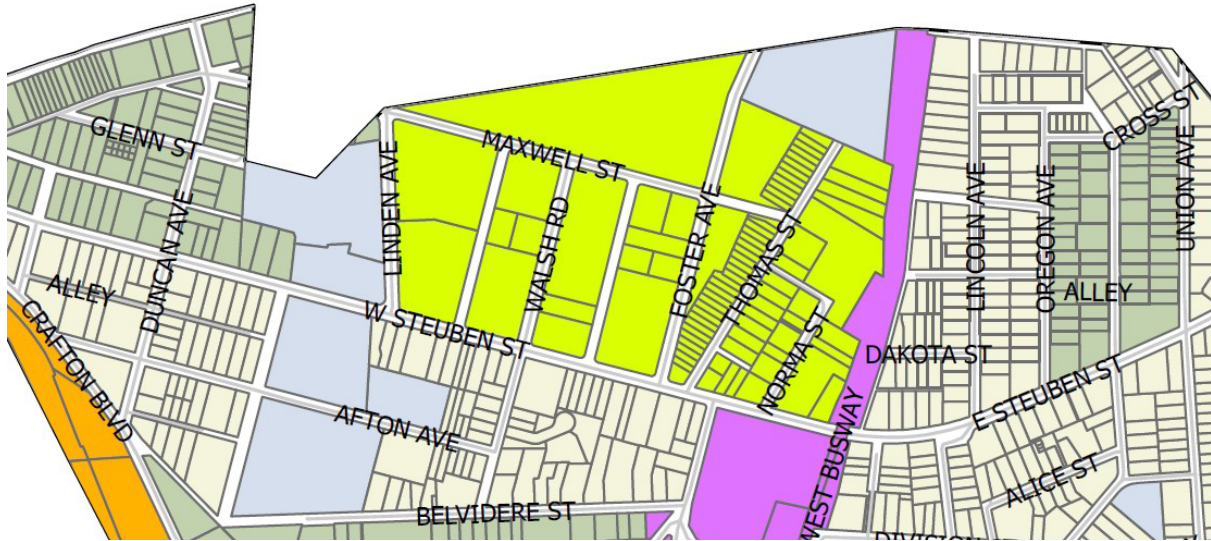 GLENN ST
DUNCAN AVE
ALLEY
CRAFTON BLVD
LINDEN AVE
MAXWELL ST
WALSH RD
FOSTER AVE
THOMAS ST
NORMA ST
W STEUBEN ST
AFTON AVE
BELVIDERE ST
WEST BUSWAY
DAKOTA ST
LINCOLN AVE
OREGON AVE
ALLEY
CROSS ST
UNION AVE
E STEUBEN ST
ALICE ST